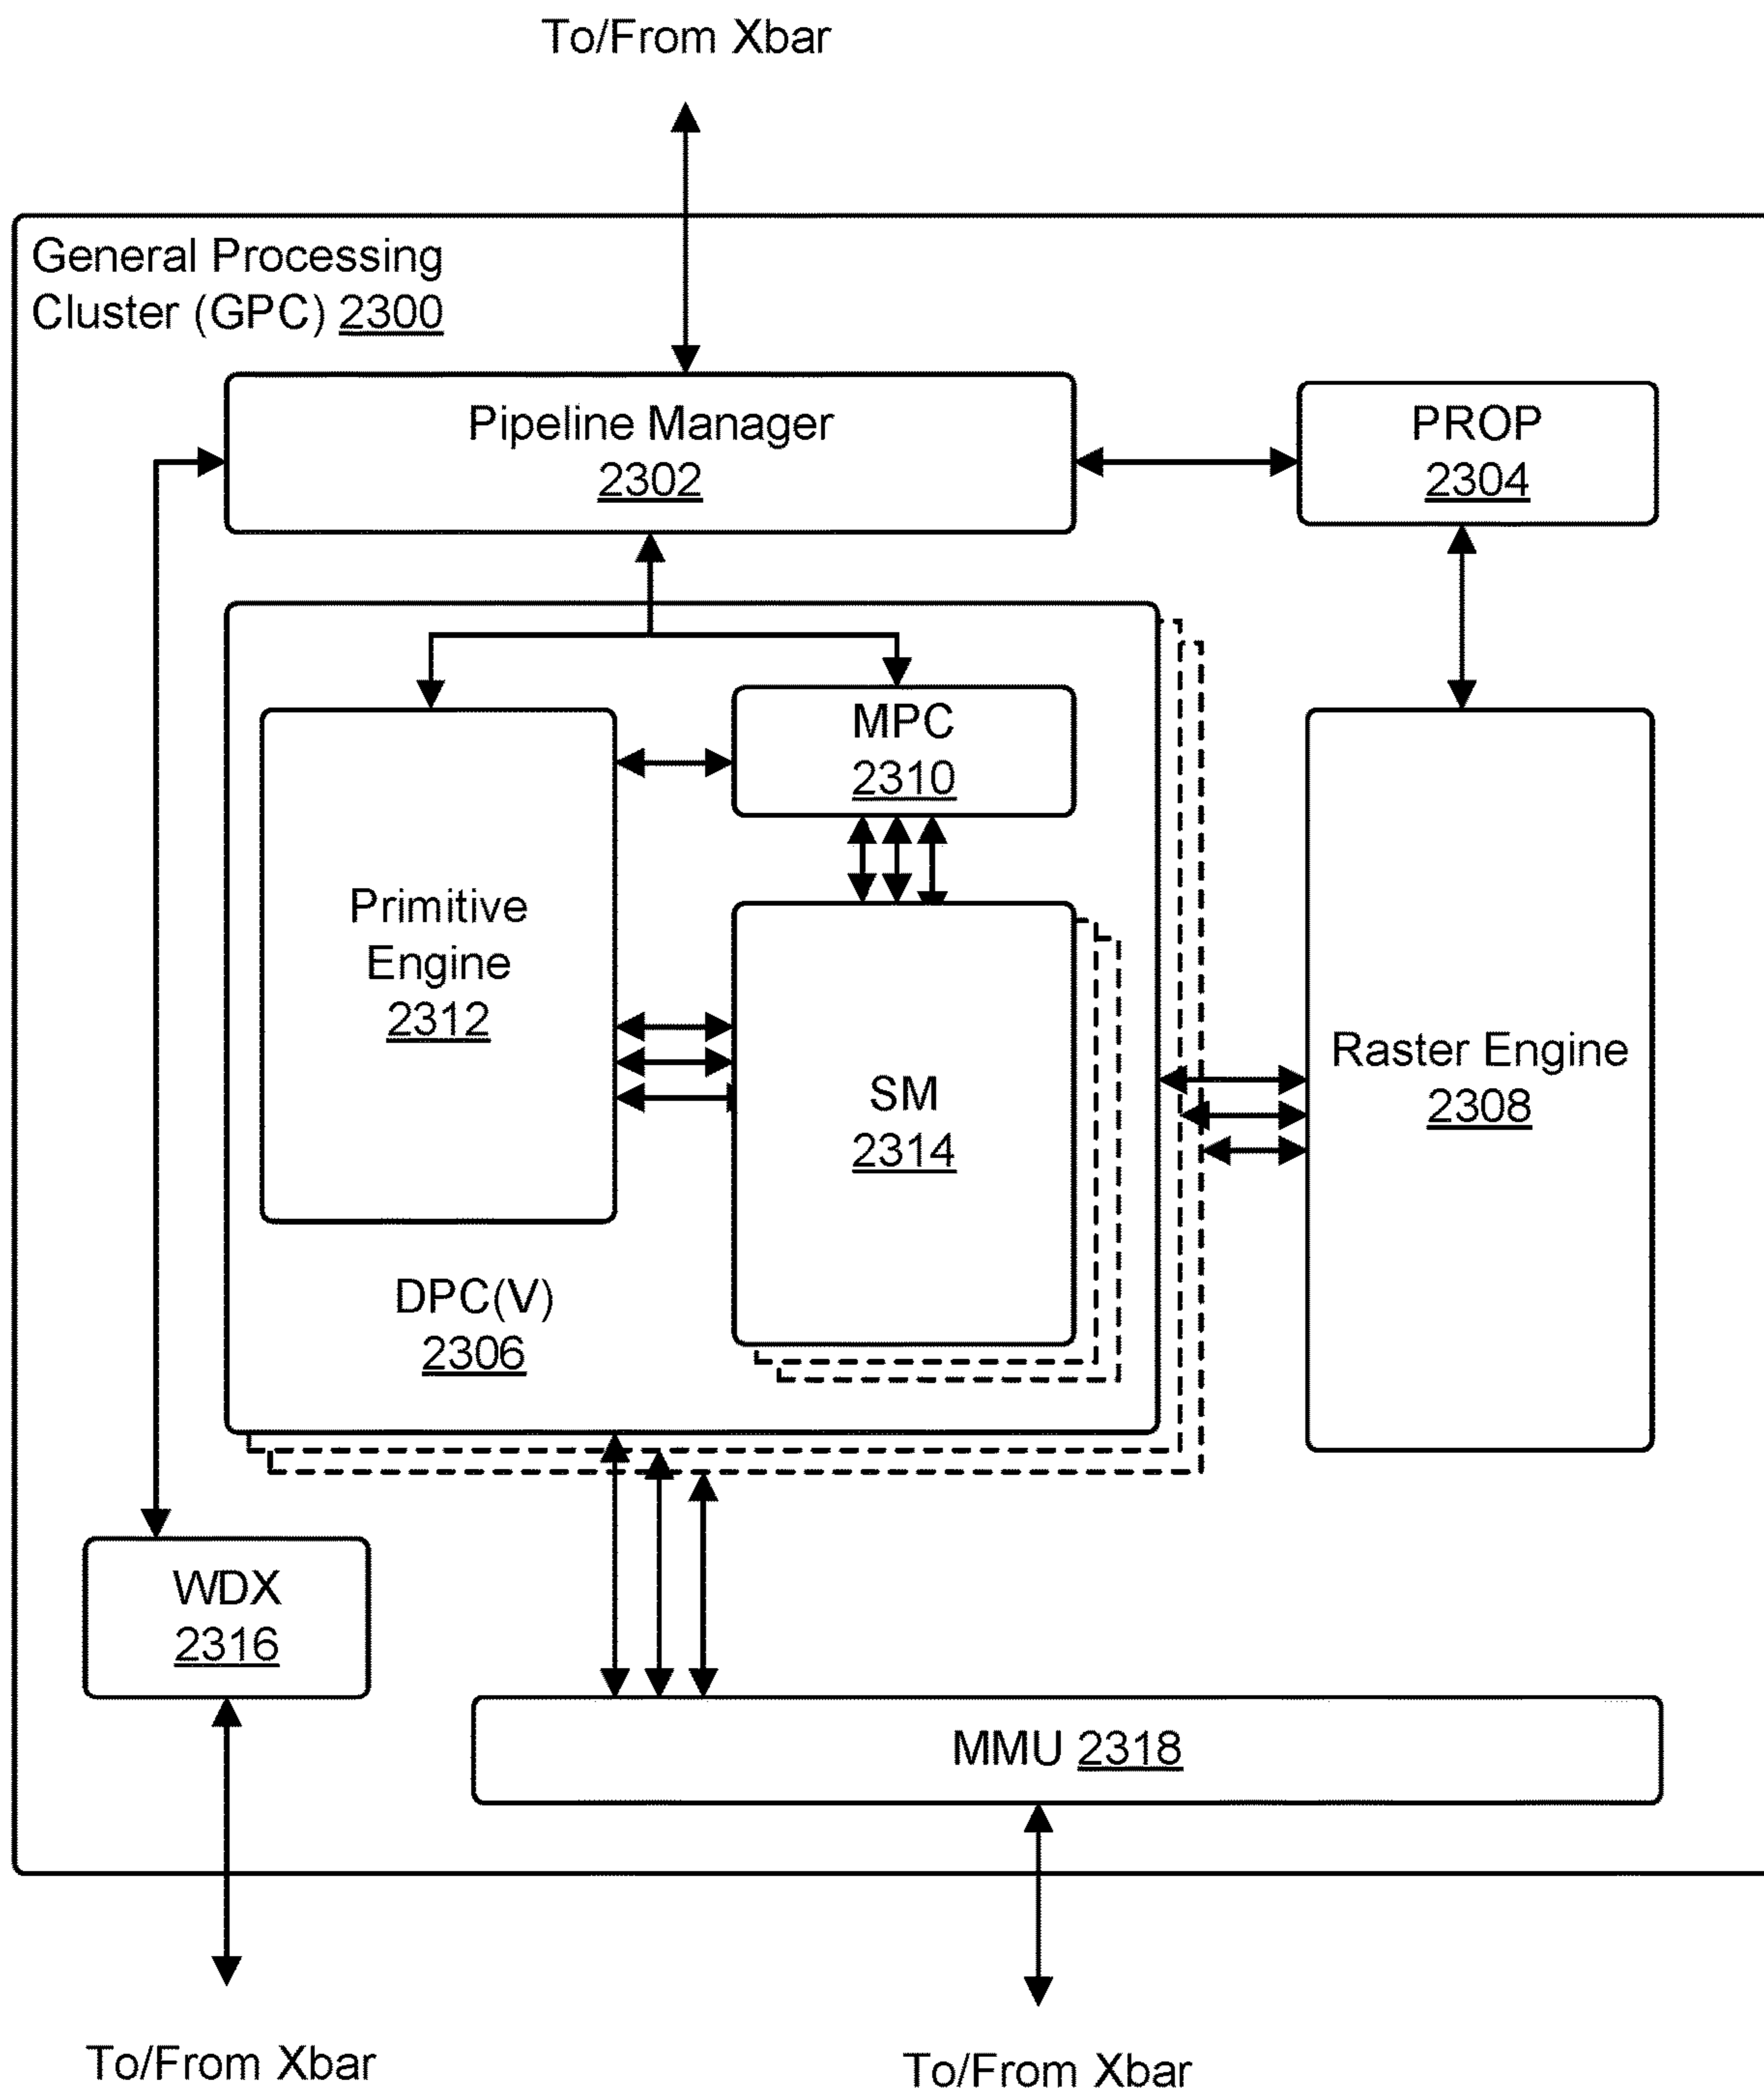 To/From Xbar
General Processing
Cluster (GPC) 2300
Pipeline Manager
2302
PROP
2304
MPC
2310
Primitive
Engine
2312
SM
2314
Raster Engine
2308
DPC(V)
2306
WDX
2316
MMU 2318
To/From Xbar
To/From Xbar